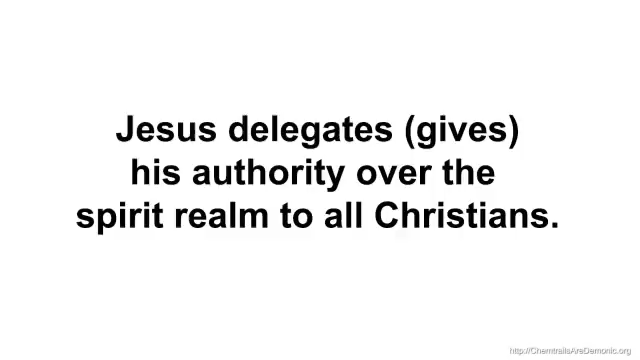 Jesus delegates (gives)
his authority over the
spirit realm to all Christians.
http://ChemtrailsAreDemonic.org